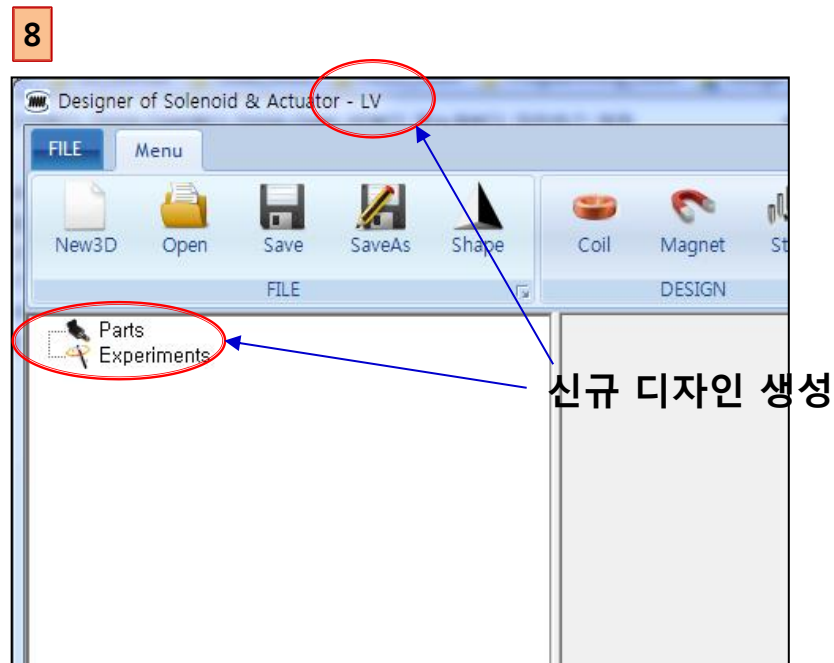 8
Designer of Solenoid & Actuator - LV
FILE Menu
New3D Open Save SaveAs Shape Coil Magnet
FILE DESIGN
Parts
Experiments
신규 디자인 생성